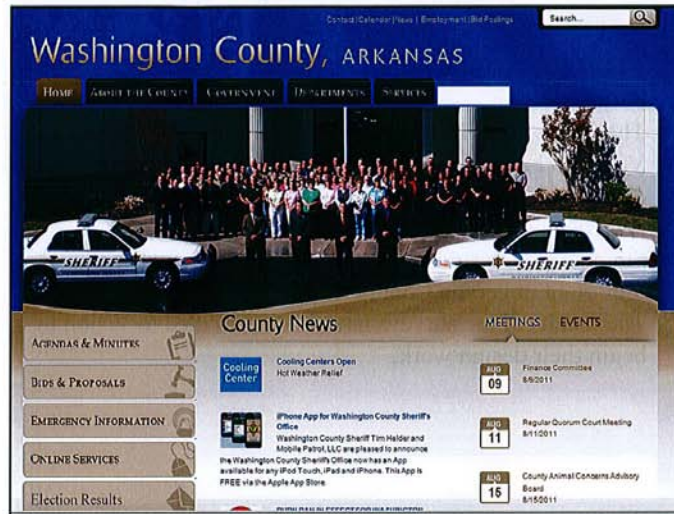 Contact | Calendar | News | Employment | Bid Postings
Search...
Washington County, ARKANSAS
HOME ABOUT THE COUNTY GOVERNMENT DEPARTMENTS SERVICES
SHERIFF
SHERIFF
AGENDAS & MINUTES
BIDS & PROPOSALS
EMERGENCY INFORMATION
ONLINE SERVICES
Election Results
County News
Cooling Center
Cooling Centers Open
Hot Weather Relief
iPhone App for Washington County Sheriff's
Office
Washington County Sheriff Tim Helder and
Mobile Patrol, LLC are pleased to announce
the Washington County Sheriff's Office now has an App
available for any iPod Touch, iPad and iPhone. This App is
FREE via the Apple App Store.
MEETINGS EVENTS
AUG
09
Finance Committee
8/9/2011
AUG
11
Regular Quorum Court Meeting
8/11/2011
AUG
15
County Animal Concerns Advisory
Board
8/15/2011